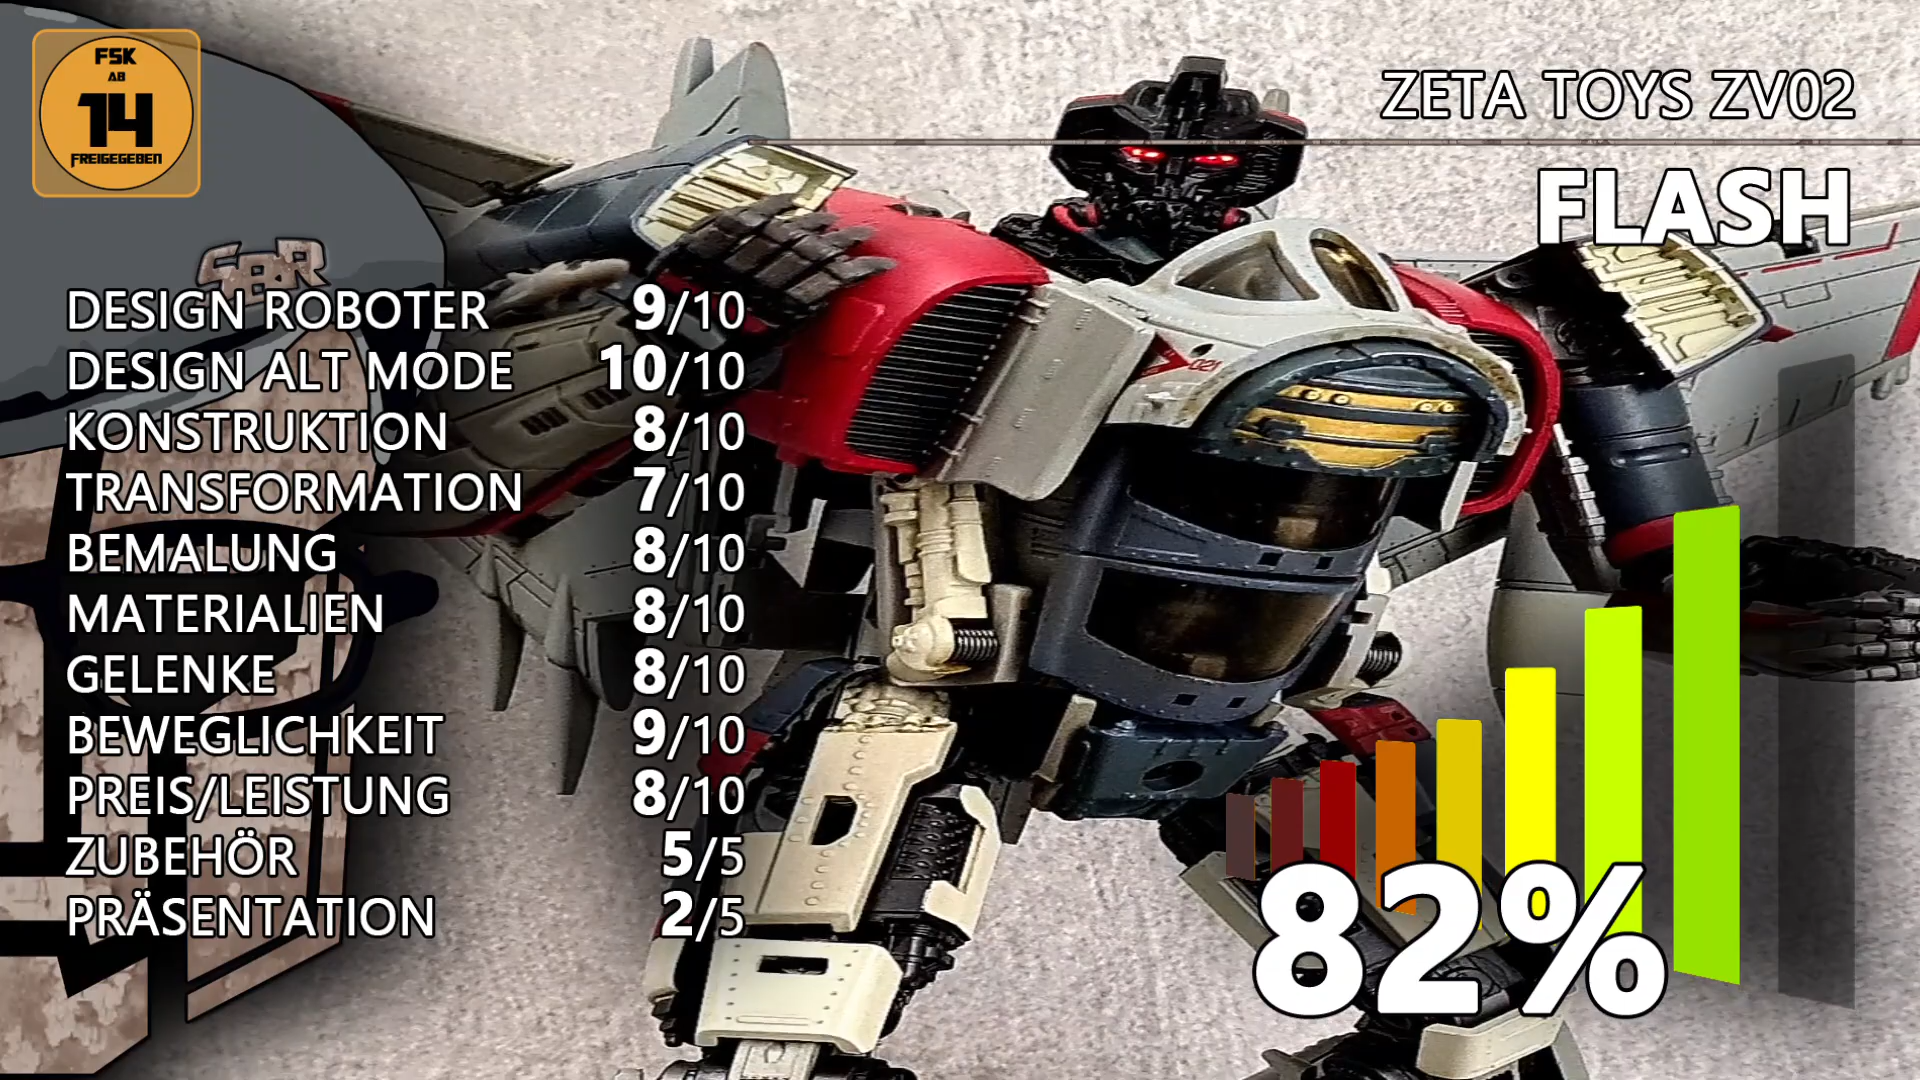 FSK
AB
14
FREIGEGEBEN
ZETA TOYS ZV02
FLASH
GBR
DESIGN ROBOTER 9/10
DESIGN ALT MODE 10/10
KONSTRUKTION 8/10
TRANSFORMATION 7/10
BEMALUNG 8/10
MATERIALIEN 8/10
GELENKE 8/10
BEWEGLICHKEIT 9/10
PREIS/LEISTUNG 8/10
ZUBEHÖR 5/5
PRÄSENTATION 2/5
021
82%